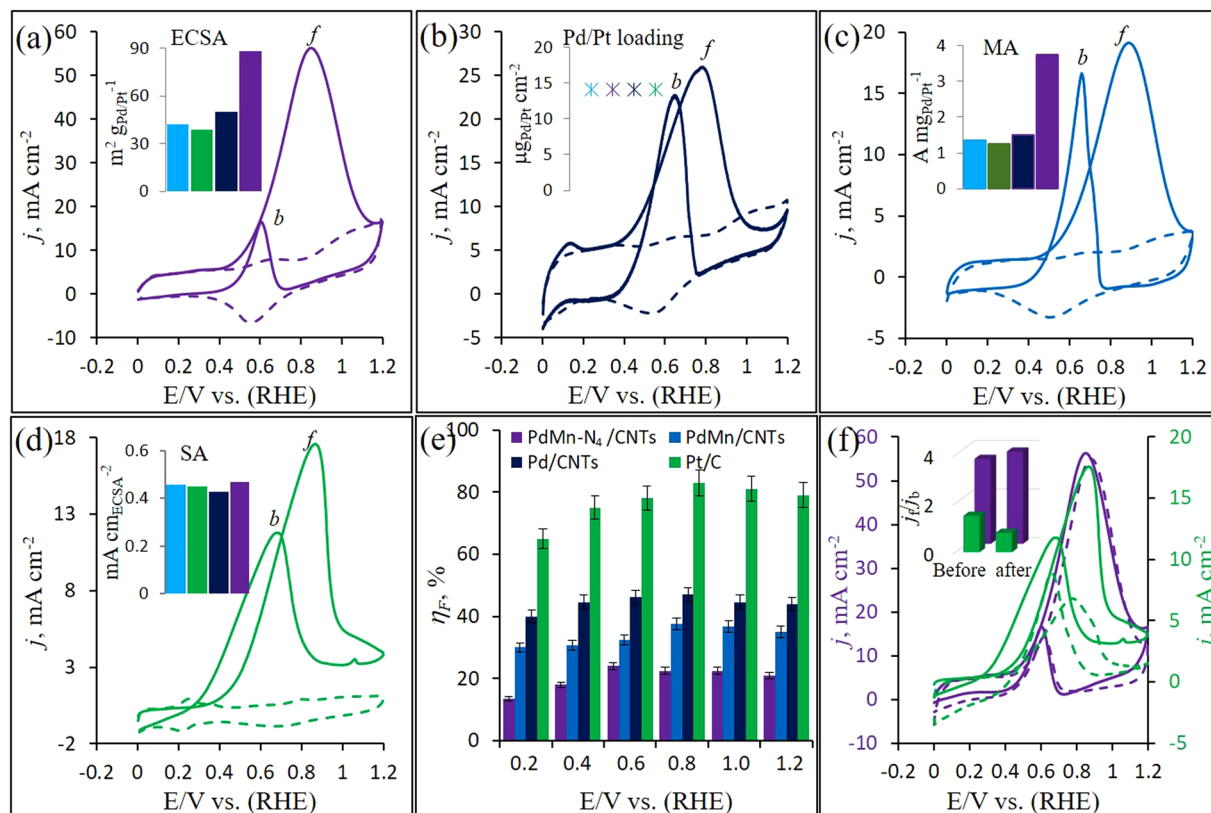 (a)
ECSA
m² g_Pd/Pt⁻¹
90
60
30
0
f
b
j, mA cm⁻²
60
50
40
30
20
10
0
-10
-0.2 0 0.2 0.4 0.6 0.8 1 1.2
E/V vs. (RHE)
(b)
Pd/Pt loading
µg_Pd/Pt cm⁻²
20
15
10
5
0
b
f
j, mA cm⁻²
30
25
20
15
10
5
0
-5
-0.2 0 0.2 0.4 0.6 0.8 1 1.2
E/V vs. (RHE)
(c)
MA
A mg_Pd/Pt⁻¹
4
3
2
1
0
b
f
j, mA cm⁻²
20
15
10
5
0
-5
-0.2 0 0.2 0.4 0.6 0.8 1 1.2
E/V vs. (RHE)
(d)
SA
mA cm_ECSA⁻²
0.6
0.4
0.2
0
b
f
j, mA cm⁻²
18
13
8
3
-2
-0.2 0 0.2 0.4 0.6 0.8 1 1.2
E/V vs. (RHE)
(e)
PdMn-N₄/CNTs PdMn/CNTs
Pd/CNTs Pt/C
η_F, %
100
80
60
40
20
0
0.2 0.4 0.6 0.8 1.0 1.2
E/V vs. (RHE)
(f)
j_f/j_b
4
2
0
Before after
j, mA cm⁻²
60
50
40
30
20
10
0
-10
j, mA cm⁻²
20
15
10
5
0
-5
0 0.2 0.4 0.6 0.8 1 1.2
E/V vs. (RHE)